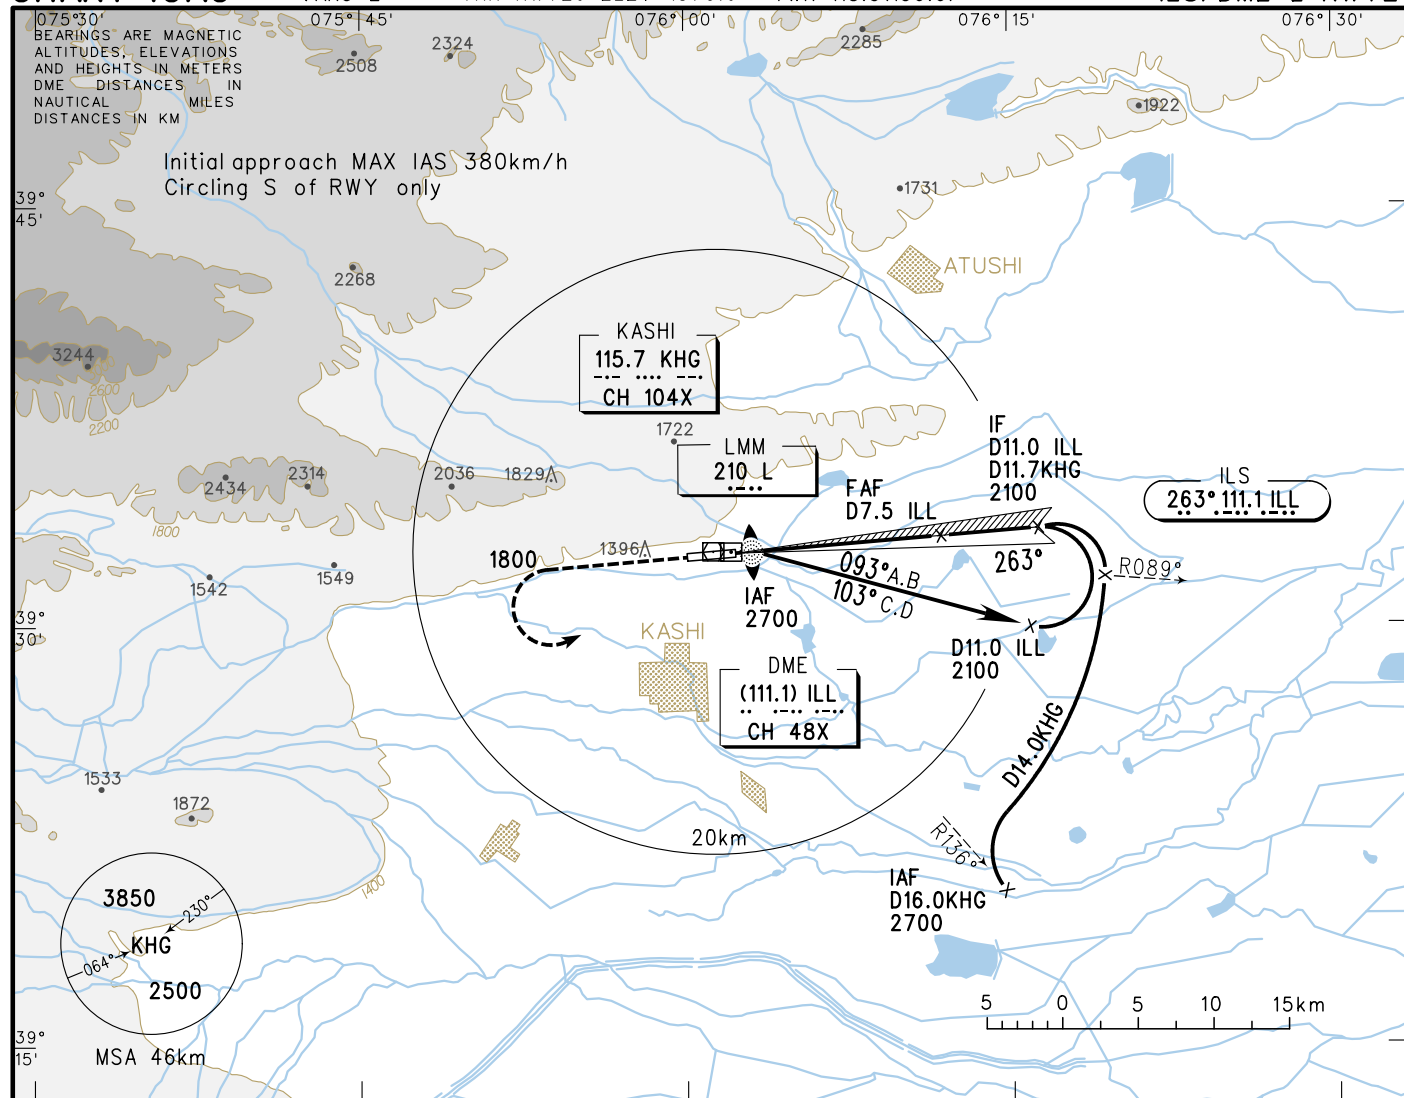 075°30'
075°45'
076°00'
076°15'
076°30'
BEARINGS ARE MAGNETIC
ALTITUDES, ELEVATIONS
AND HEIGHTS IN METERS
DME DISTANCES IN
NAUTICAL MILES
DISTANCES IN KM
2508
2324
2285
1922
Initial approach MAX IAS 380km/h
Circling S of RWY only
1731
39°
45'
2268
ATUSHI
3244
2600
2200
KASHI
115.7 KHG
CH 104X
1722
LMM
210 L
IF
D11.0 ILL
D11.7KHG
2100
FAF
D7.5 ILL
ILS
263° 111.1 ILL
2434
2314
2036
1829
1800
1396
1800
1549
1542
263°
093°A.B
103°C.D
R089°
IAF
2700
39°
30'
KASHI
D11.0 ILL
2100
DME
(111.1) ILL
CH 48X
D14.0KHG
1533
1872
20km
R136°
1400
IAF
D16.0KHG
2700
3850
230°
KHG
064°
2500
5 0 5 10 15km
39°
15'
MSA 46km